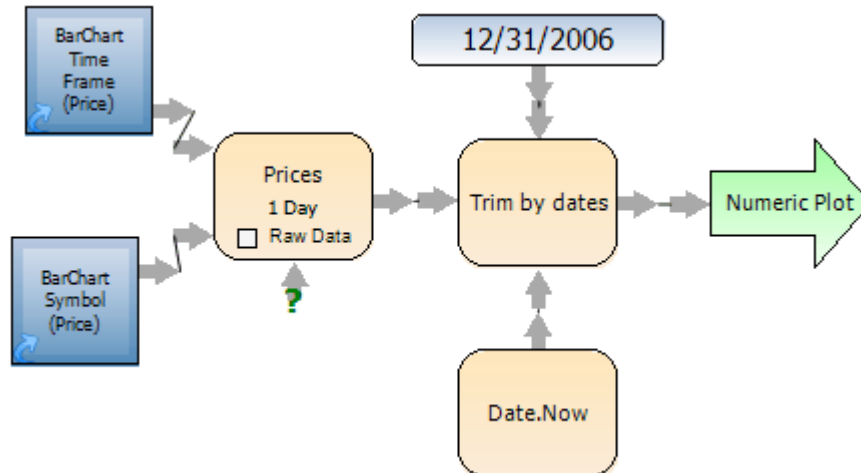 BarChart
Time
Frame
(Price)
12/31/2006
Prices
1 Day
Raw Data
Trim by dates
Numeric Plot
BarChart
Symbol
(Price)
?
Date.Now